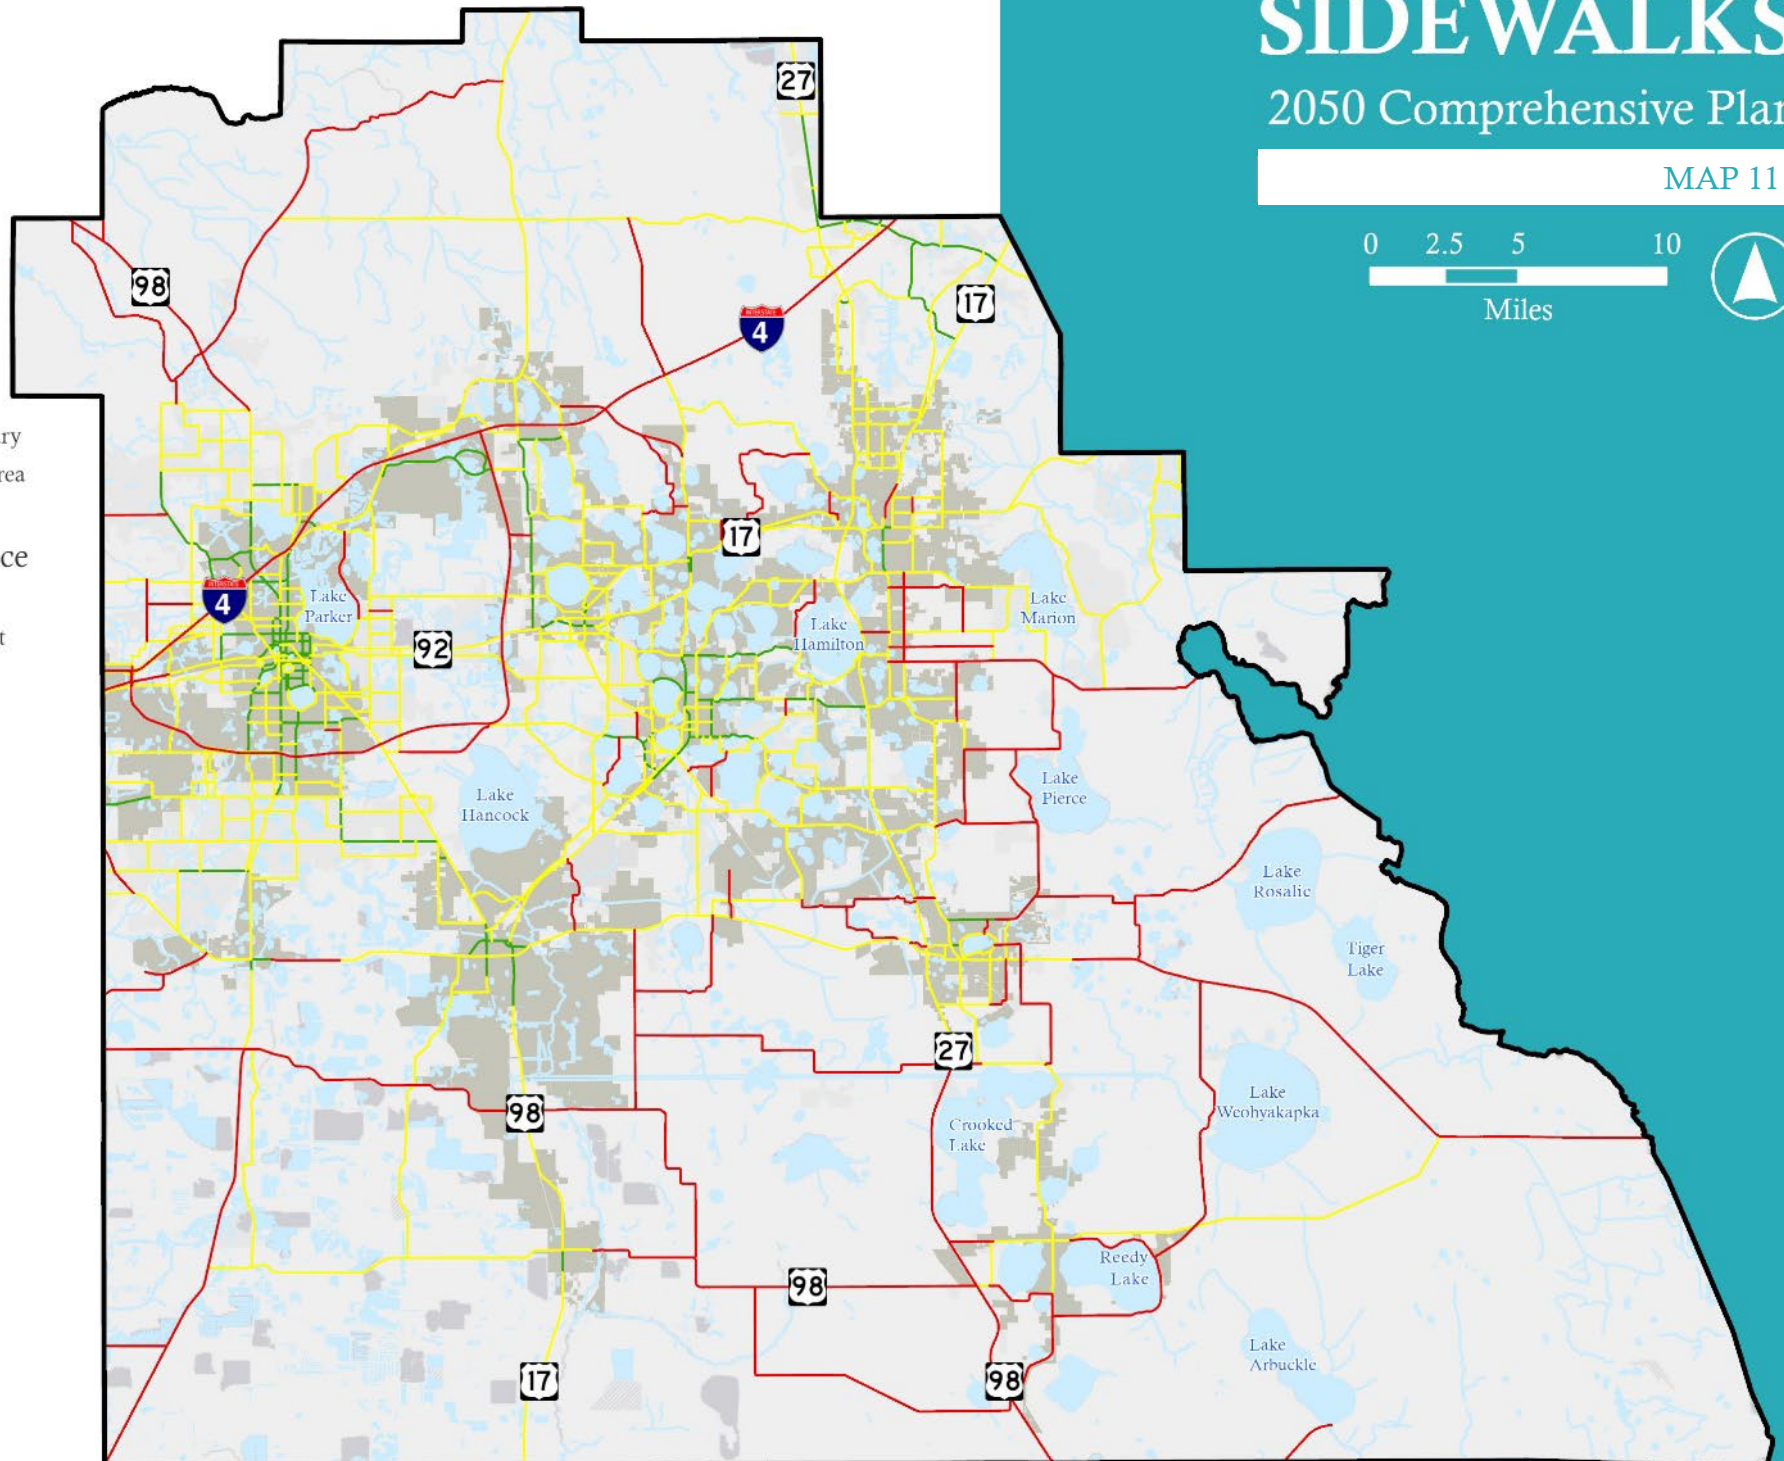 SIDEWALKS
2050 Comprehensive Plan
MAP 11
0 2.5 5 10
Miles
27
98
17
INTERSTATE
4
ry
rea
17
ce
INTERSTATE
4
Lake
Parker
t
92
Lake
Hamilton
Lake
Marion
Lake
Hancock
Lake
Pierce
Lake
Rosalie
Tiger
Lake
27
98
Crooked
Lake
Lake
Weohyakapka
98
Reedy
Lake
17
98
Lake
Arbuckle